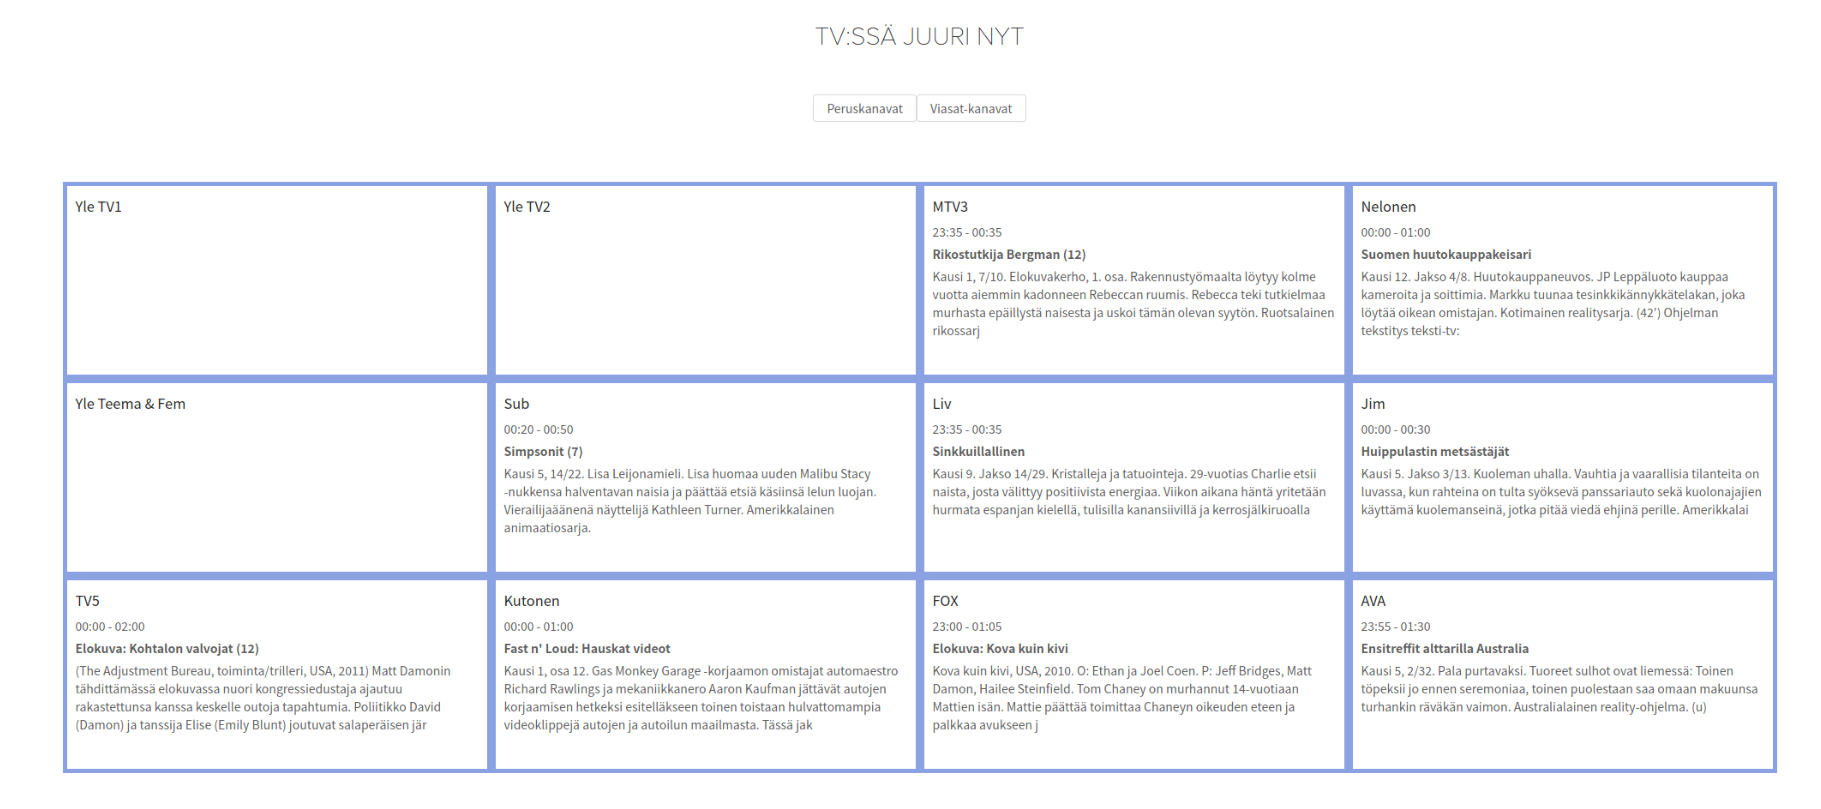 TV:SSÄ JUURI NYT
Peruskanavat
Viasat-kanavat
Yle TV1
Yle TV2
MTV3
23:35 - 00:35
Rikostutkija Bergman (12)
Kausi 1, 7/10. Elokuvakerho, 1. osa. Rakennustyömaalta löytyy kolme
vuotta aiemmin kadonneen Rebeccan ruumis. Rebecca teki tutkielmaa
murhasta epäillystä naisesta ja uskoi tämän olevan syytön. Ruotsalainen
rikossarj
Nelonen
00:00 - 01:00
Suomen huutokauppakeisari
Kausi 12. Jakso 4/8. Huutokauppaneuvos. JP Leppäluoto kauppaa
kameroita ja soittimia. Markku tuunaa tesinkkikännykkätelakan, joka
löytää oikean omistajan. Kotimainen realitysarja. (42') Ohjelman
tekstitys teksti-tv:
Yle Teema & Fem
Sub
00:20 - 00:50
Simpsonit (7)
Kausi 5, 14/22. Lisa Leijonamieli. Lisa huomaa uuden Malibu Stacy
-nukkensa halventavan naisia ja päättää etsiä käsiinsä lelun luojan.
Vierailijaäänenä näyttelijä Kathleen Turner. Amerikkalainen
animaatiosarja.
Liv
23:35 - 00:35
Sinkkuillallinen
Kausi 9. Jakso 14/29. Kristalleja ja tatuointeja. 29-vuotias Charlie etsii
naista, josta välittyy positiivista energiaa. Viikon aikana häntä yritetään
hurmata espanjan kielellä, tulisilla kanansiivillä ja kerrosjälkiruoalla
Jim
00:00 - 00:30
Huippulastin metsästäjät
Kausi 5. Jakso 3/13. Kuoleman uhalla. Vauhtia ja vaarallisia tilanteita on
luvassa, kun rahteina on tulta syöksevä panssariauto sekä kuolonajajien
käyttämä kuolemanseinä, jotka pitää viedä ehjinä perille. Amerikkalai
TV5
00:00 - 02:00
Elokuva: Kohtalon valvojat (12)
(The Adjustment Bureau, toiminta/trilleri, USA, 2011) Matt Damonin
tähdittämässä elokuvassa nuori kongressiedustaja ajautuu
rakastettunsa kanssa keskelle outoja tapahtumia. Poliitikko David
(Damon) ja tanssija Elise (Emily Blunt) joutuvat salaperäisen jär
Kutonen
00:00 - 01:00
Fast n' Loud: Hauskat videot
Kausi 1, osa 12. Gas Monkey Garage -korjaamon omistajat automaestro
Richard Rawlings ja mekaniikkanero Aaron Kaufman jättävät autojen
korjaamisen hetkeksi esitelläkseen toinen toistaan hulvattomampia
videoklippejä autojen ja autoilun maailmasta. Tässä jak
FOX
23:00 - 01:05
Elokuva: Kova kuin kivi
Kova kuin kivi, USA, 2010. O: Ethan ja Joel Coen. P: Jeff Bridges, Matt
Damon, Hailee Steinfield. Tom Chaney on murhannut 14-vuotiaan
Mattien isän. Mattie päättää toimittaa Chaneyn oikeuden eteen ja
palkkaa avukseen j
AVA
23:55 - 01:30
Ensitreffit alttarilla Australia
Kausi 5, 2/32. Pala purtavaksi. Tuoreet sulhot ovat liemessä: Toinen
töpeksii jo ennen seremoniaa, toinen puolestaan saa omaan makuunsa
turhankin räväkän vaimon. Australialainen reality-ohjelma. (u)